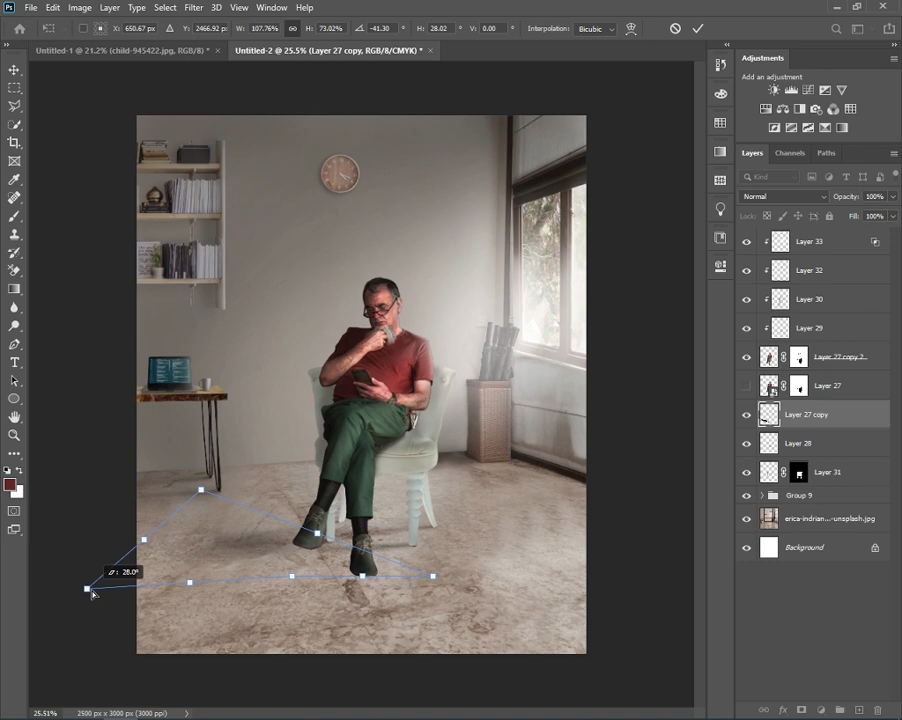 File Edit Image Layer Type Select Filter 3D View Window Help
X: 650.67 px Y: 2466.92 px W: 107.76% H: 73.02% -41.30 ° H: 28.02 ° V: 0.00 ° Interpolation: Bicubic
Untitled-1 @ 21.2% (child-945422.jpg, RGB/8) * × Untitled-2 @ 25.5% (Layer 27 copy, RGB/8/CMYK) * ×
Adjustments
Add an adjustment
Layers Channels Paths
Kind
Normal Opacity: 100%
Lock: Fill: 100%
Layer 33
Layer 32
Layer 30
Layer 29
Layer 27 copy 2
Layer 27
Layer 27 copy
Layer 28
Layer 31
Group 9
erica-indrian...-unsplash.jpg
Background
: 28.0°
25.51% 2500 px x 3000 px (3000 ppi)